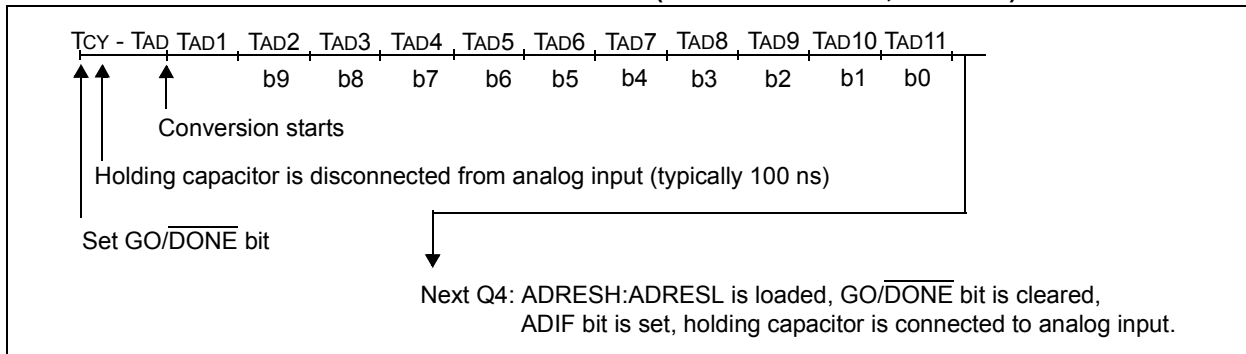 TCY - TAD TAD1 TAD2 TAD3 TAD4 TAD5 TAD6 TAD7 TAD8 TAD9 TAD10 TAD11
b9 b8 b7 b6 b5 b4 b3 b2 b1 b0
Conversion starts
Holding capacitor is disconnected from analog input (typically 100 ns)
Set GO/DONE bit
Next Q4: ADRESH:ADRESL is loaded, GO/DONE bit is cleared,
ADIF bit is set, holding capacitor is connected to analog input.